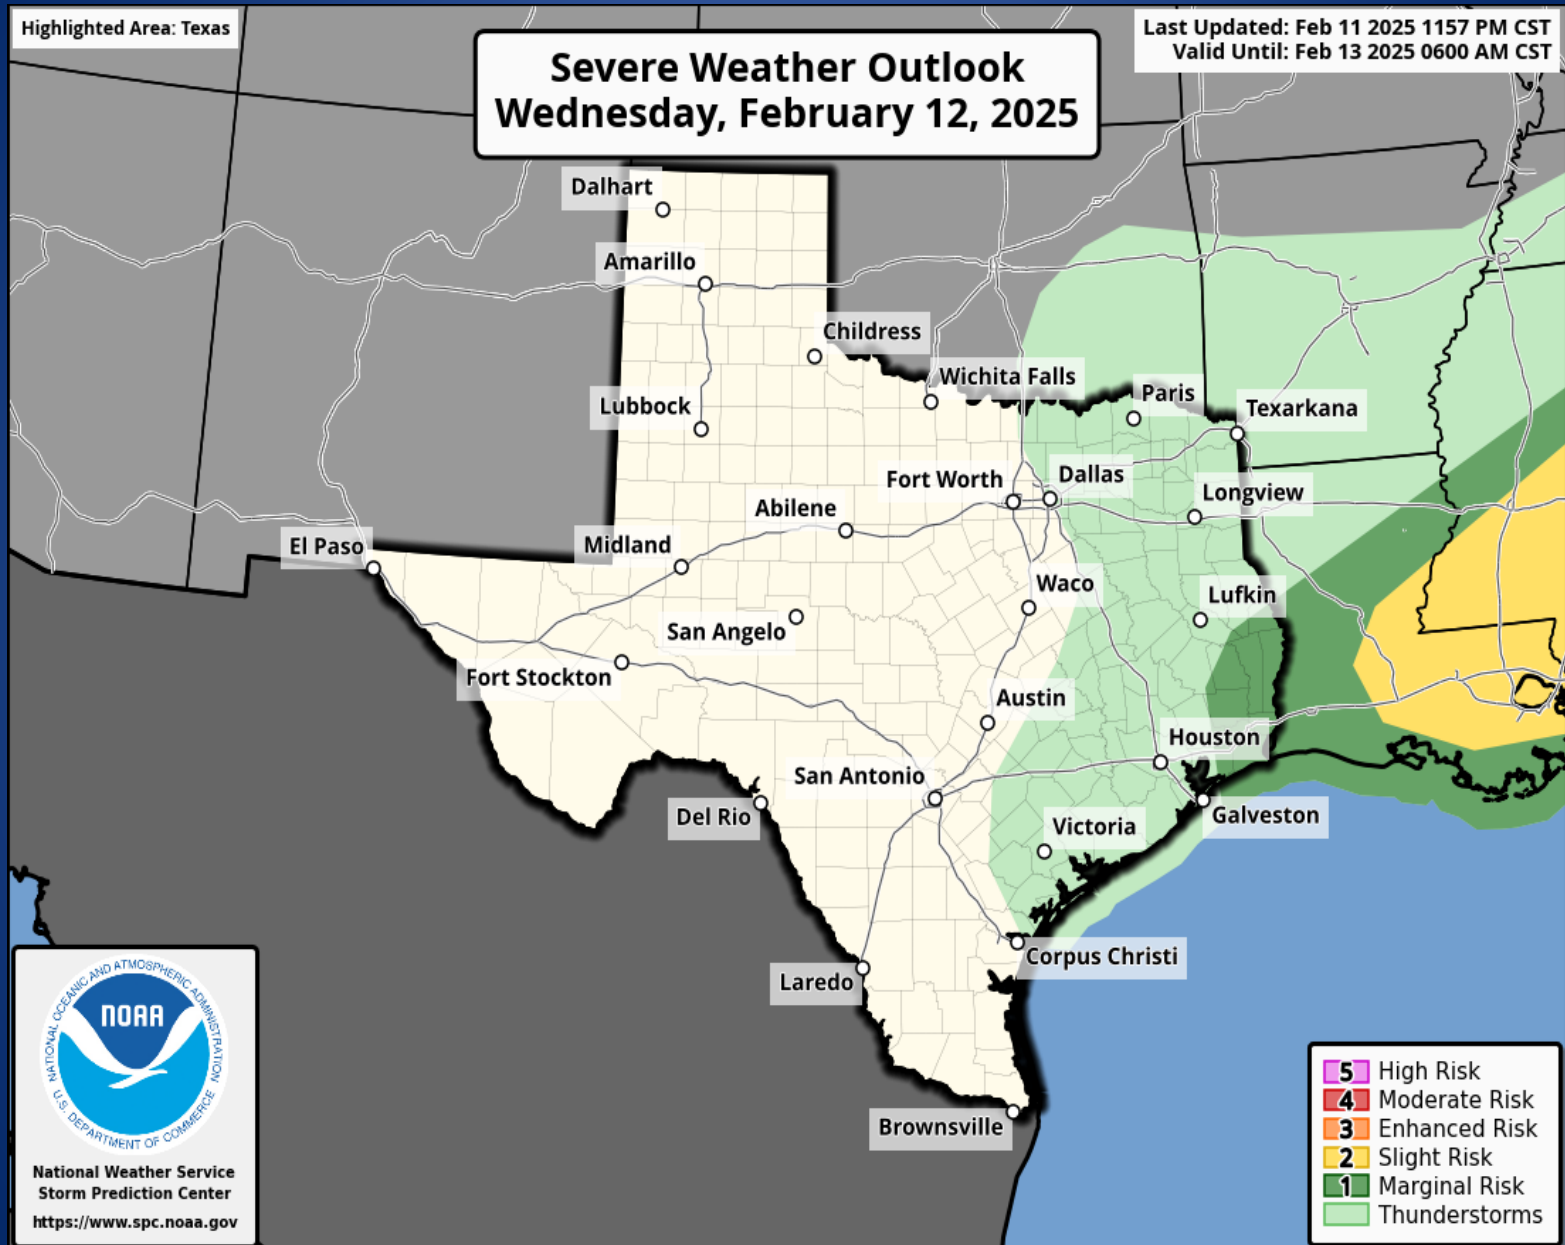 Highlighted Area: Texas
Last Updated: Feb 11 2025 1157 PM CST
Valid Until: Feb 13 2025 0600 AM CST
Severe Weather Outlook
Wednesday, February 12, 2025
Dalhart
Amarillo
Childress
Wichita Falls
Paris
Lubbock
Texarkana
Fort Worth
Dallas
Longview
Abilene
El Paso
Midland
Waco
Lufkin
San Angelo
Fort Stockton
Austin
Houston
San Antonio
Del Rio
Galveston
Victoria
Corpus Christi
Laredo
Brownsville
NATIONAL OCEANIC AND ATMOSPHERIC ADMINISTRATION
NOAA
U.S. DEPARTMENT OF COMMERCE
National Weather Service
Storm Prediction Center
https://www.spc.noaa.gov
5 High Risk
4 Moderate Risk
3 Enhanced Risk
2 Slight Risk
1 Marginal Risk
Thunderstorms